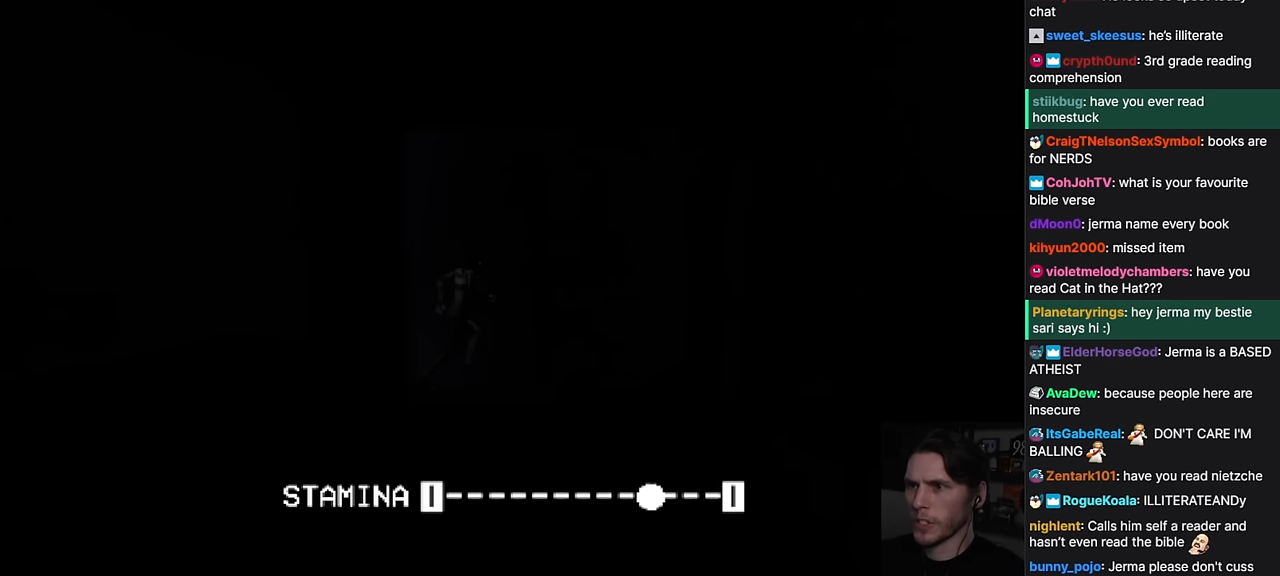 chat
sweet_skeesus: he's illiterate
crypth0und: 3rd grade reading
comprehension
stiikbug: have you ever read
homestuck
CraigTNelsonSexSymbol: books are
for NERDS
CohJohTV: what is your favourite
bible verse
dMoon0: jerma name every book
kihyun2000: missed item
violetmelodychambers: have you
read Cat in the Hat???
Planetaryrings: hey jerma my bestie
sari says hi :)
ElderHorseGod: Jerma is a BASED
ATHEIST
AvaDew: because people here are
insecure
ItsGabeReal: DON'T CARE I'M
BALLING
Zentark101: have you read nietzche
RogueKoala: ILLITERATEANDy
nighlent: Calls him self a reader and
hasn't even read the bible
bunny_pojo: Jerma please don't cuss
STAMINA